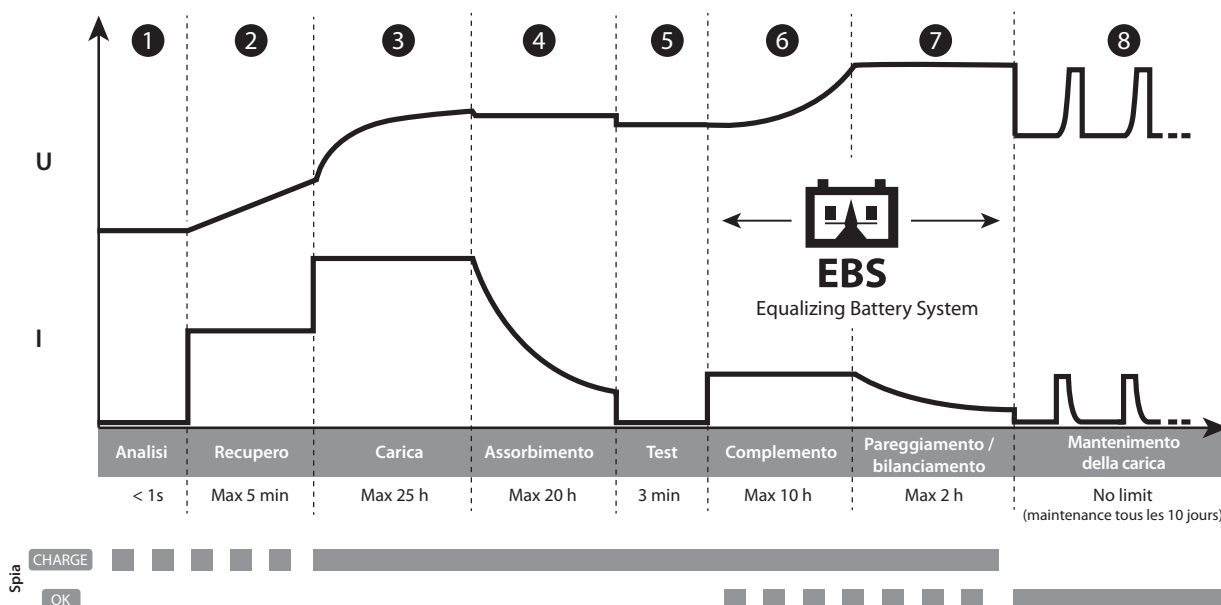 1 2 3 4 5 6 7 8
U
EBS
Equalizing Battery System
I
Analisi Recupero Carica Assorbimento Test Complemento Pareggiamento / bilanciamento Mantenimento della carica
< 1s Max 5 min Max 25 h Max 20 h 3 min Max 10 h Max 2 h No limit
(maintenance tous les 10 jours)
Spia
CHARGE
OK